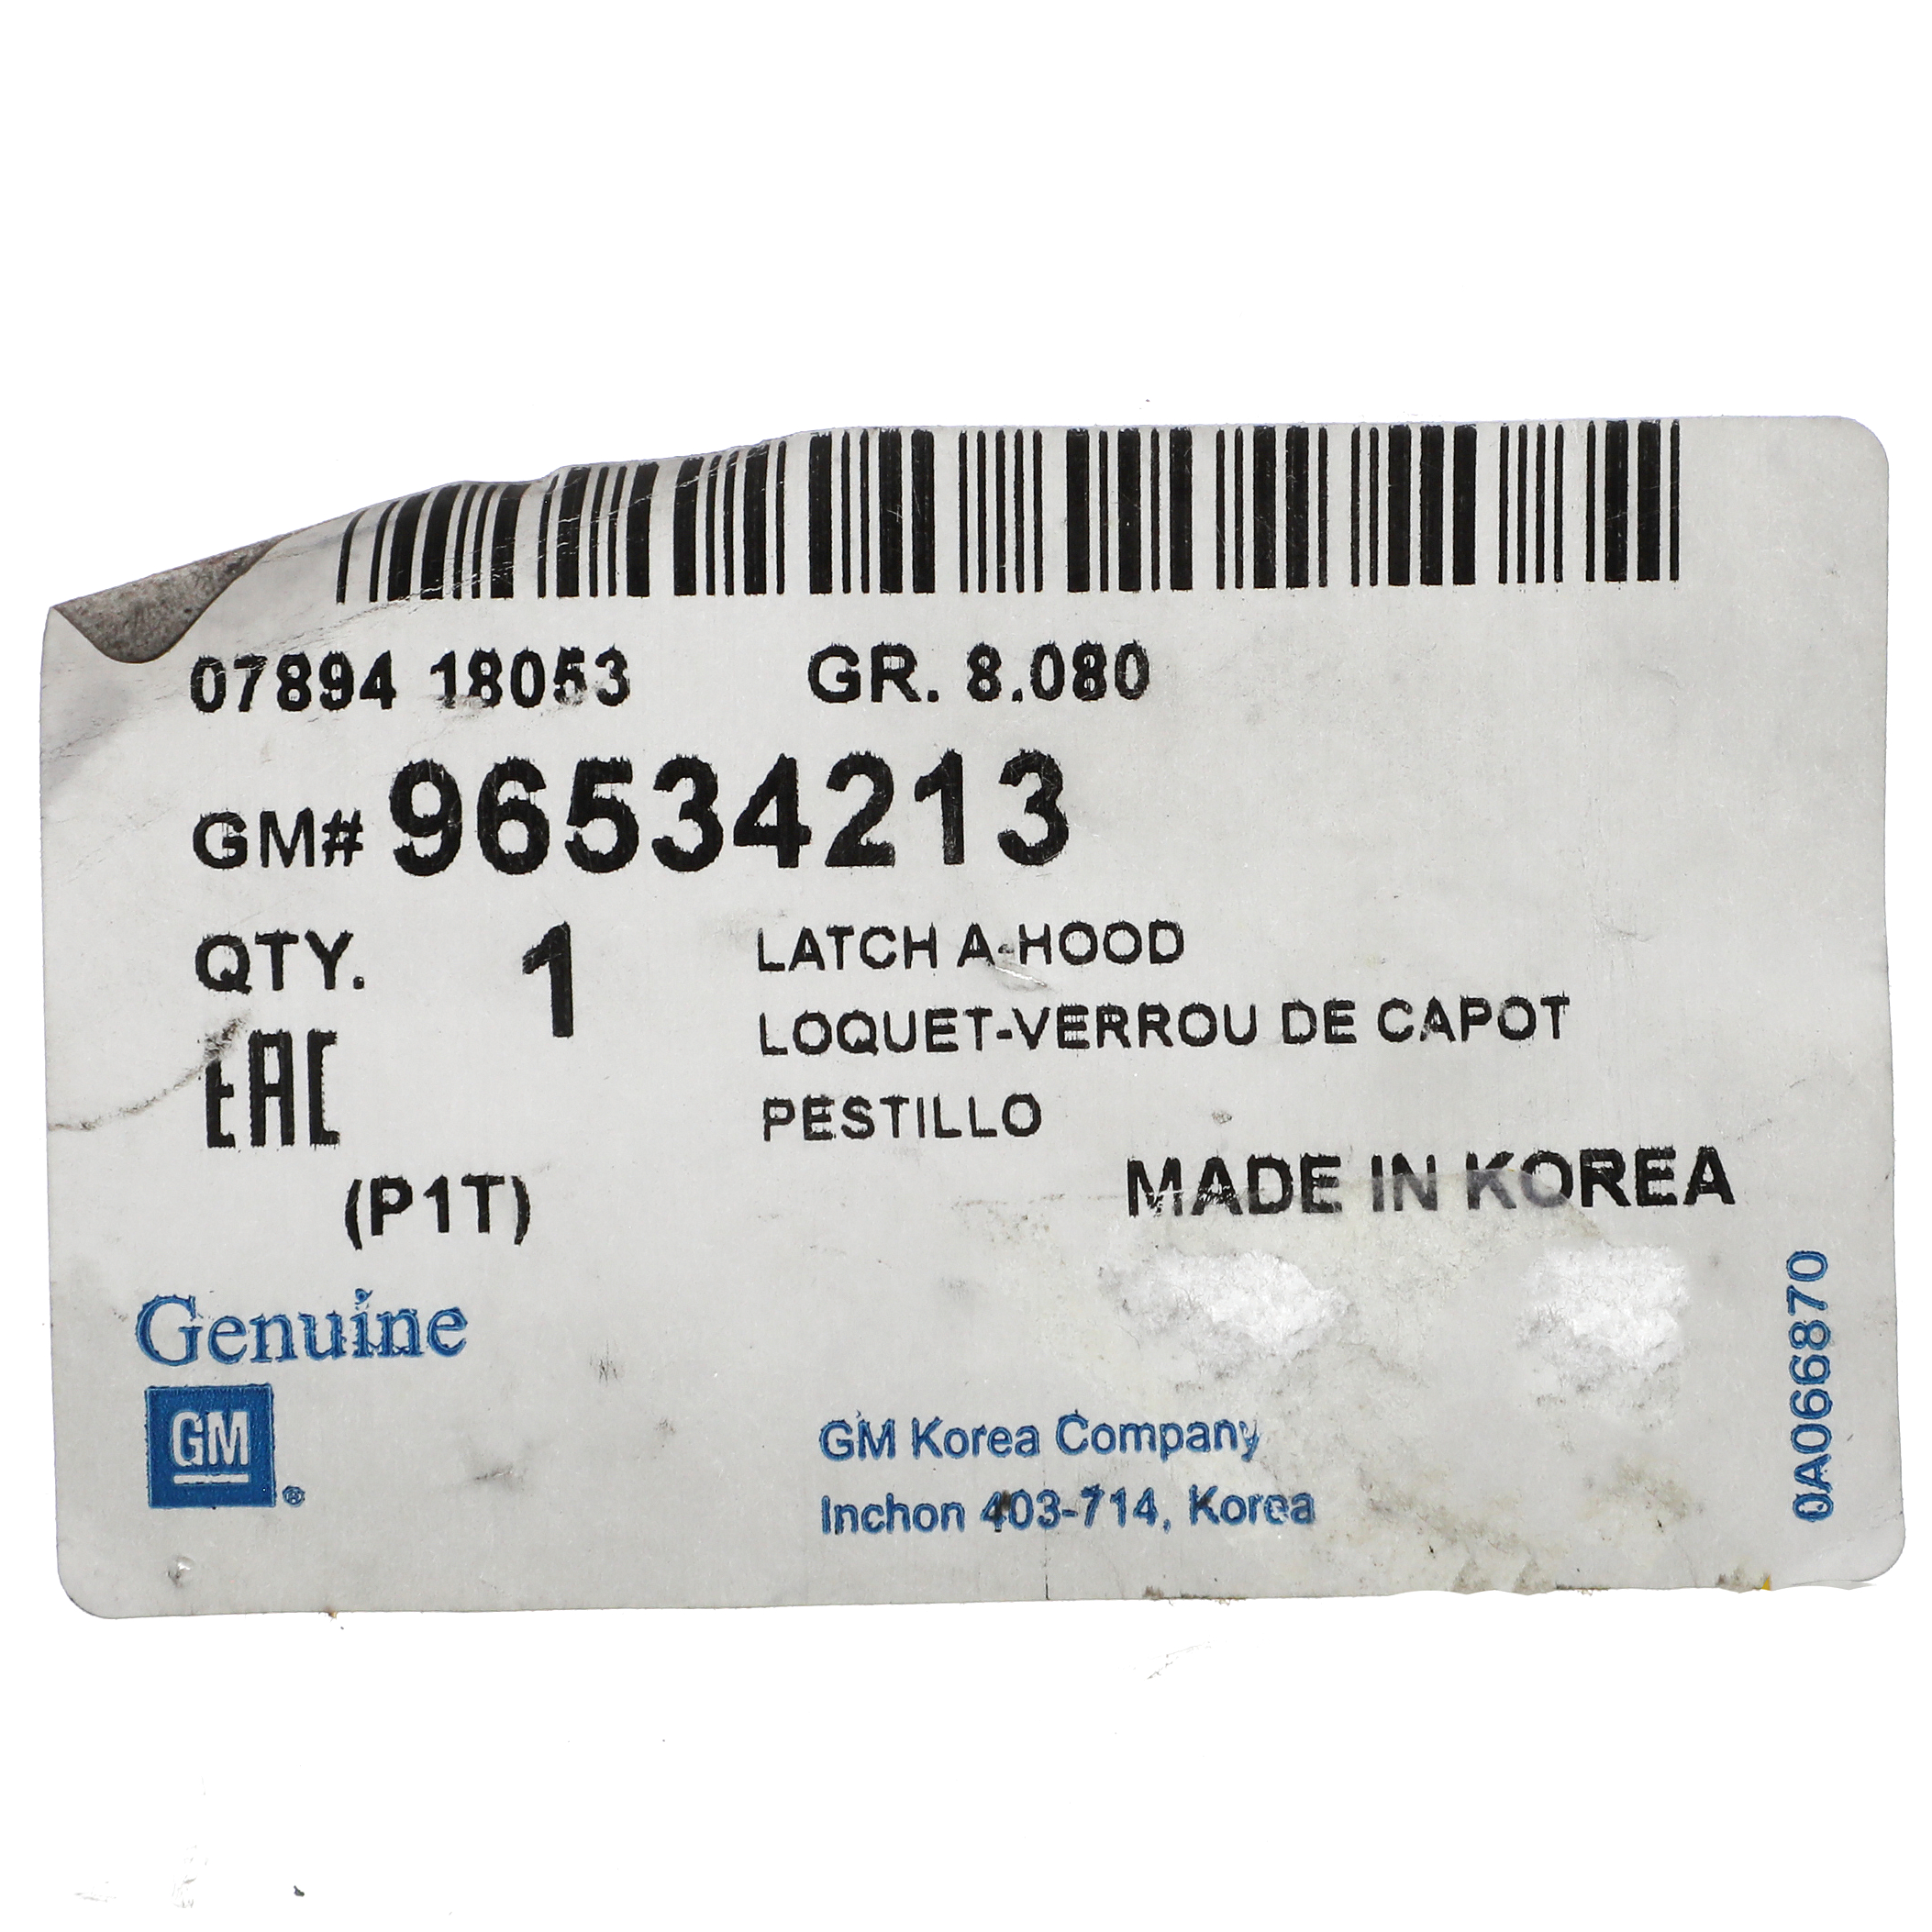 07894 18053 GR. 8.080
GM# 96534213
QTY. 1 LATCH A-HOOD
LOQUET-VERROU DE CAPOT
EAC
PESTILLO
MADE IN KOREA
(P1T)
Genuine
GM ®
GM Korea Company
Inchon 403-714, Korea
0A066870